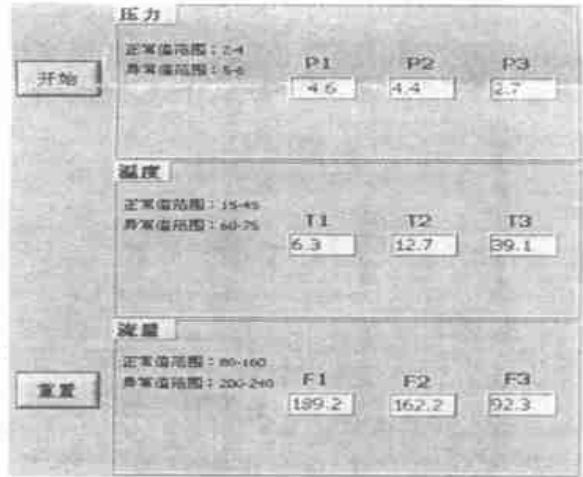 压力
正常值范围：2-4
异常值范围：5-6
P1 P2 P3
4.6 4.4 2.7
开始
温度
正常值范围：15-45
异常值范围：60-75
T1 T2 T3
6.3 12.7 39.1
流量
正常值范围：80-160
异常值范围：200-240
F1 F2 F3
189.2 162.2 92.3
重置